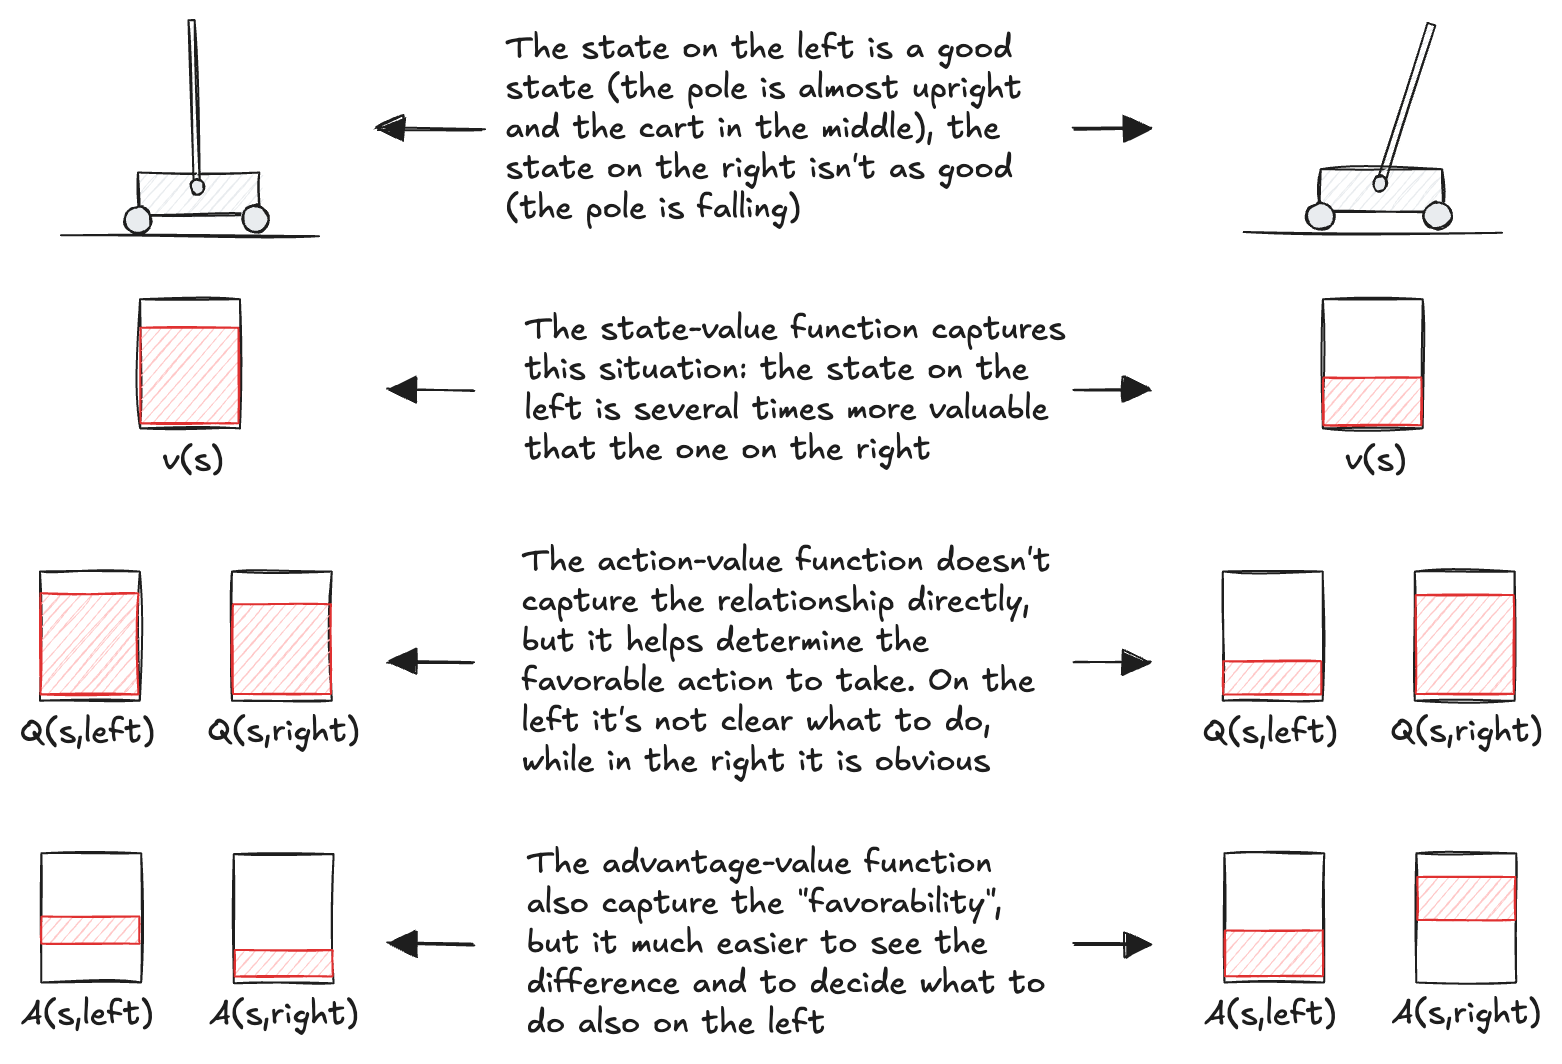 The state on the left is a good
state (the pole is almost upright
and the cart in the middle), the
state on the right isn't as good
(the pole is falling)
The state-value function captures
this situation: the state on the
left is several times more valuable
that the one on the right
v(s)
v(s)
The action-value function doesn't
capture the relationship directly,
but it helps determine the
favorable action to take. On the
left it's not clear what to do,
while in the right it is obvious
Q(s,left)
Q(s,right)
Q(s,left)
Q(s,right)
The advantage-value function
also capture the "favorability",
but it much easier to see the
difference and to decide what to
do also on the left
A(s,left)
A(s,right)
A(s,left)
A(s,right)